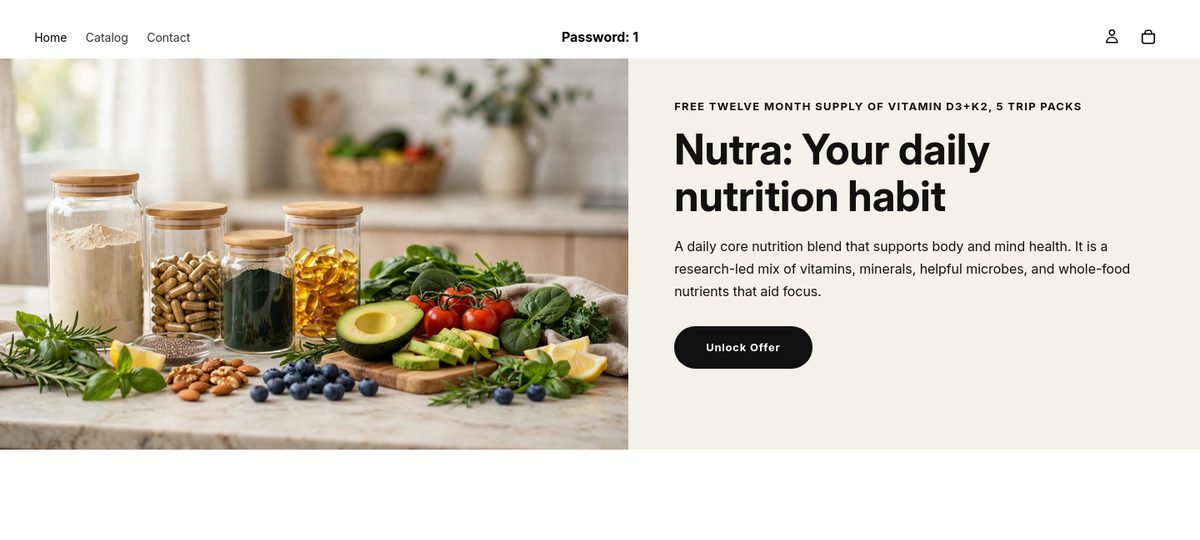 Home Catalog Contact
Password: 1
FREE TWELVE MONTH SUPPLY OF VITAMIN D3+K2, 5 TRIP PACKS
Nutra: Your daily
nutrition habit
A daily core nutrition blend that supports body and mind health. It is a
research-led mix of vitamins, minerals, helpful microbes, and whole-food
nutrients that aid focus.
Unlock Offer